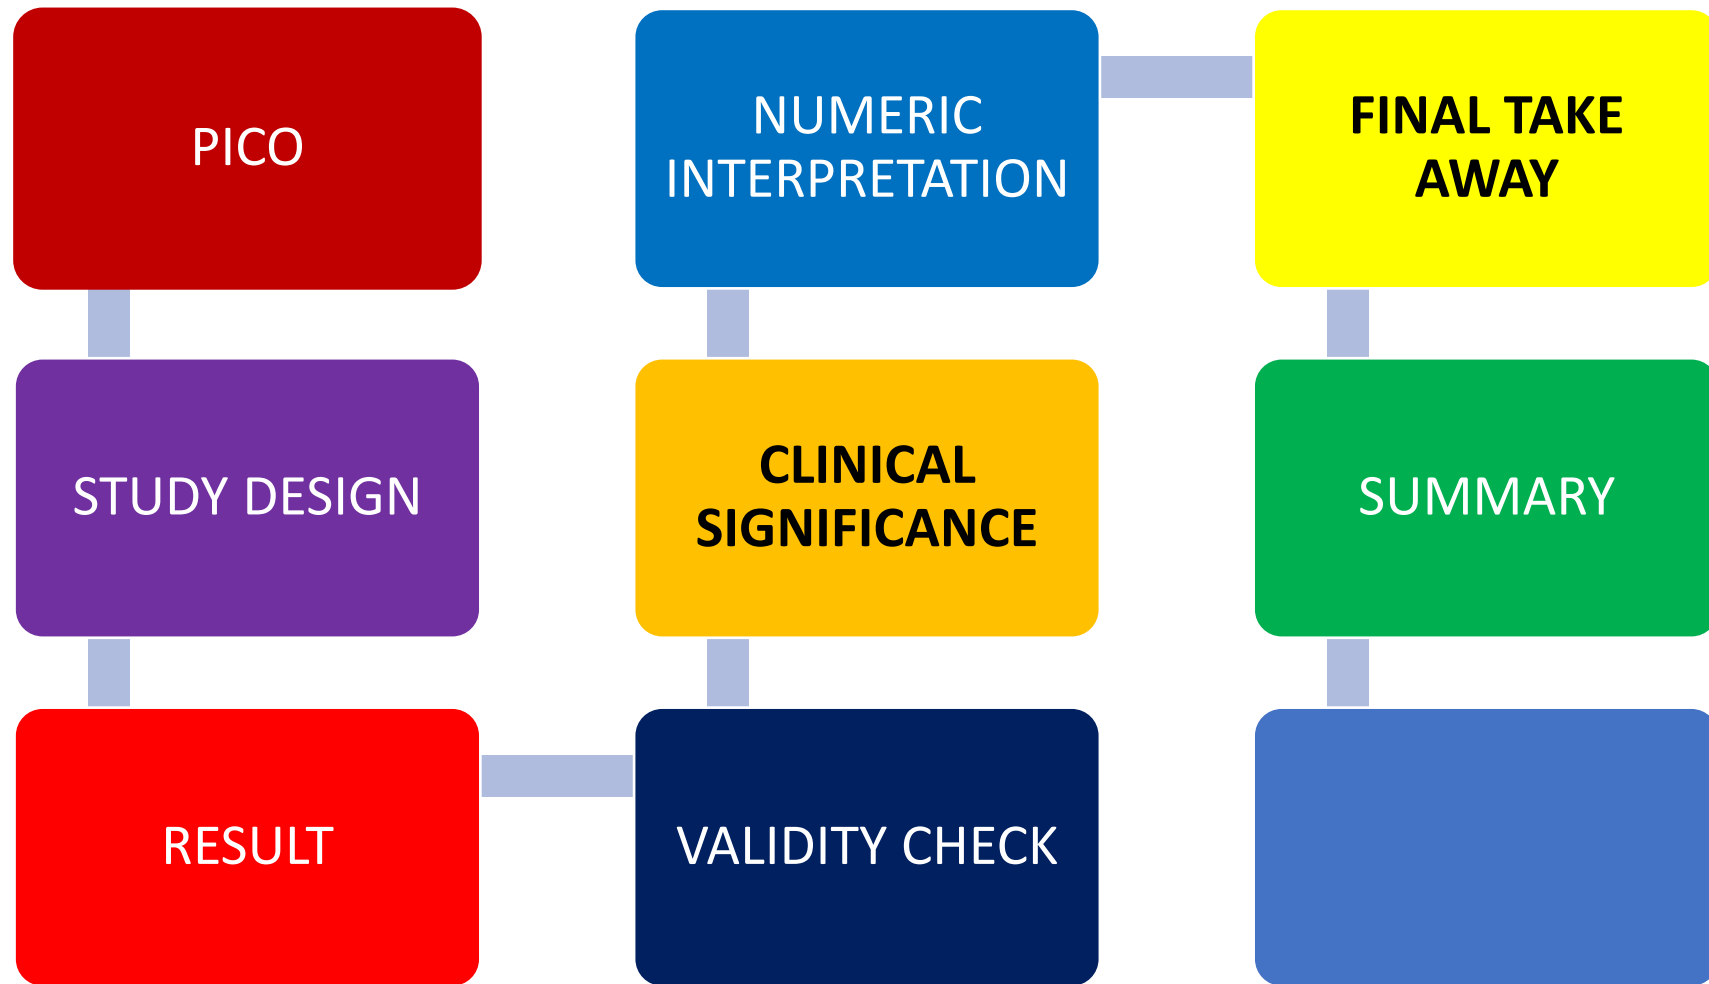 PICO
STUDY DESIGN
RESULT
VALIDITY CHECK
CLINICAL
SIGNIFICANCE
NUMERIC
INTERPRETATION
FINAL TAKE
AWAY
SUMMARY